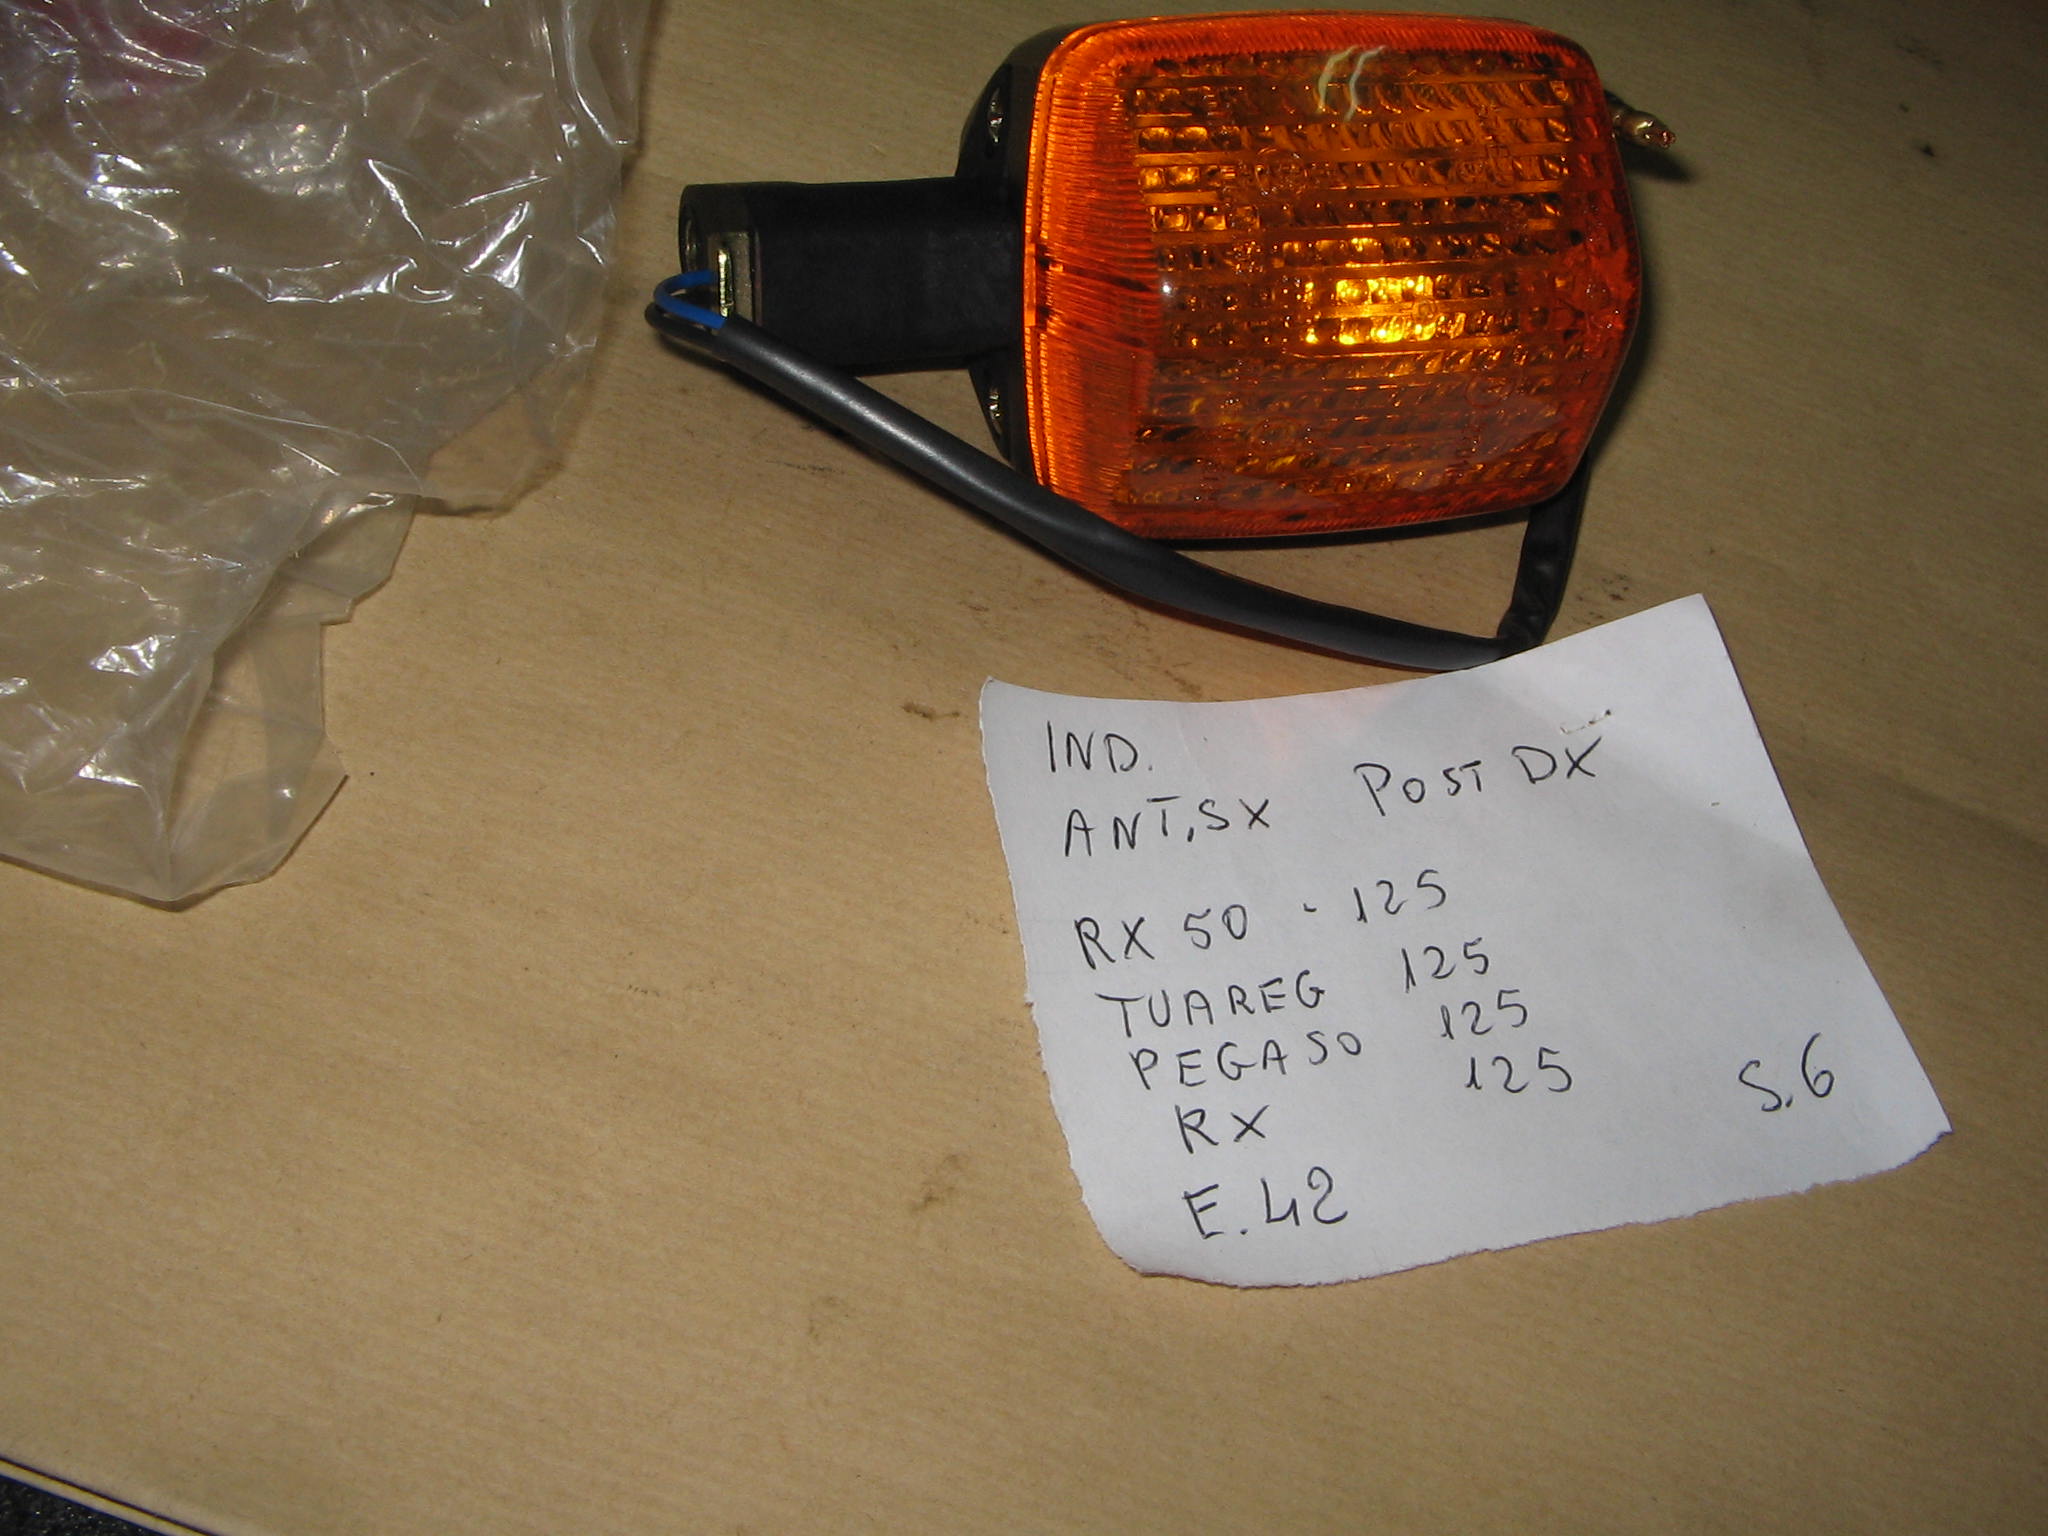 IND.
ANT, SX POST DX
RX 50 - 125
TUAREG 125
PEGASO 125
RX 125
E. 42 S. 6